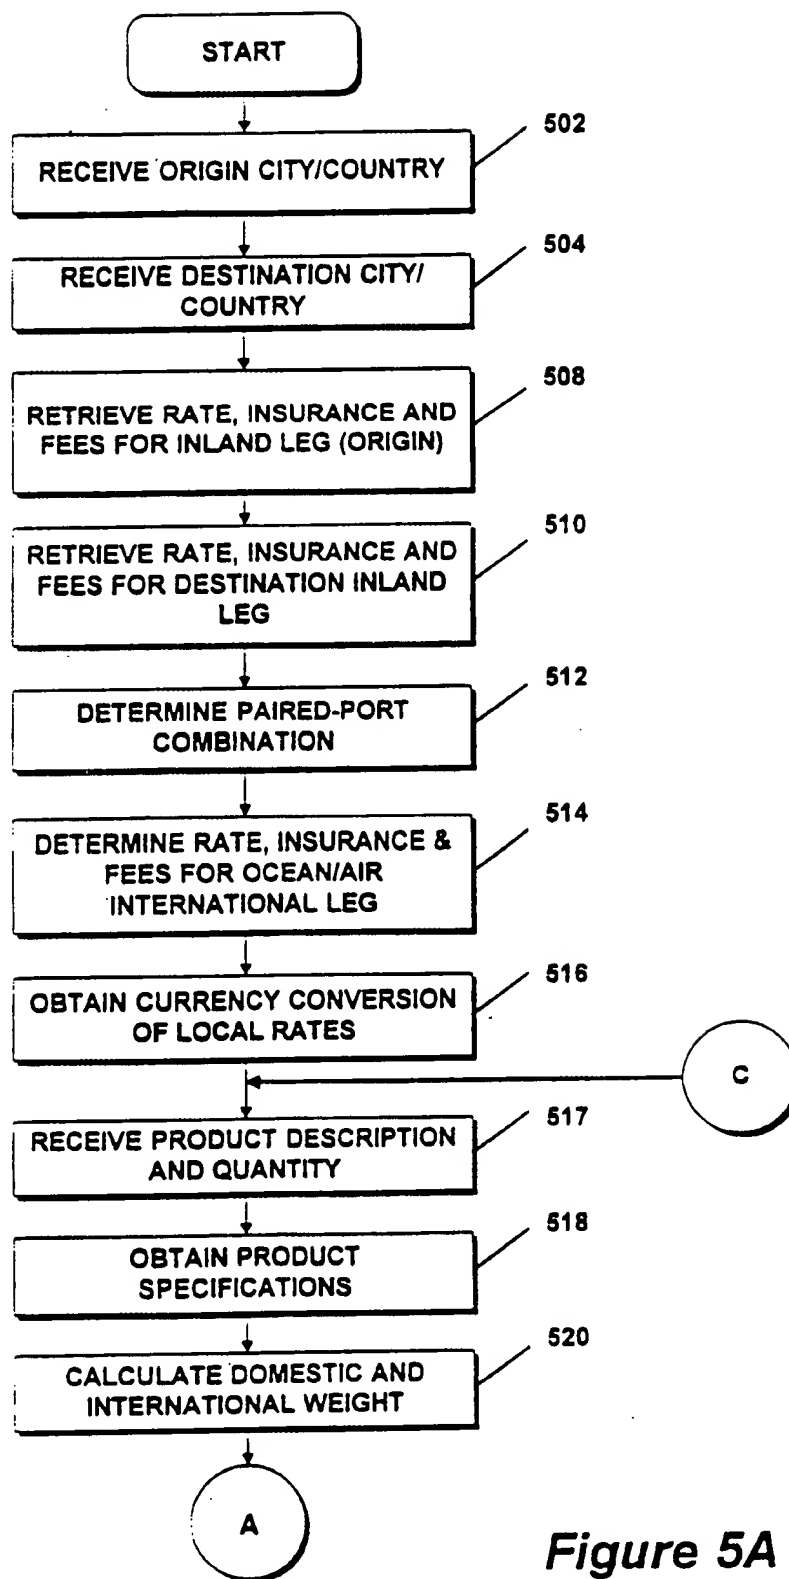 START
502
RECEIVE ORIGIN CITY/COUNTRY
504
RECEIVE DESTINATION CITY/
COUNTRY
508
RETRIEVE RATE, INSURANCE AND
FEES FOR INLAND LEG (ORIGIN)
510
RETRIEVE RATE, INSURANCE AND
FEES FOR DESTINATION INLAND
LEG
512
DETERMINE PAIRED-PORT
COMBINATION
514
DETERMINE RATE, INSURANCE &
FEES FOR OCEAN/AIR
INTERNATIONAL LEG
516
OBTAIN CURRENCY CONVERSION
OF LOCAL RATES
C
517
RECEIVE PRODUCT DESCRIPTION
AND QUANTITY
518
OBTAIN PRODUCT
SPECIFICATIONS
520
CALCULATE DOMESTIC AND
INTERNATIONAL WEIGHT
A
Figure 5A